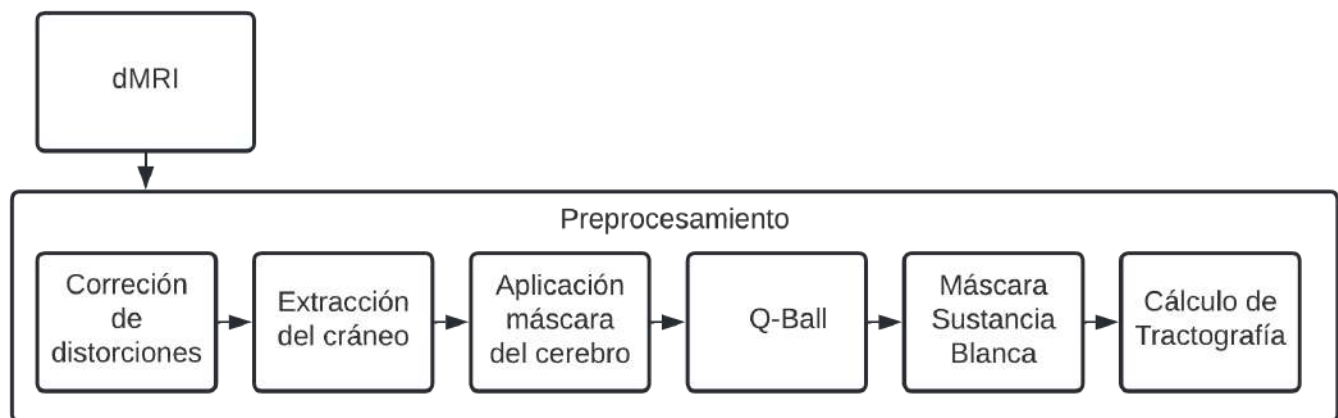 dMRI
Preprocesamiento
Correción
de
distorciones
Extracción
del cráneo
Aplicación
máscara
del cerebro
Q-Ball
Máscara
Sustancia
Blanca
Cálculo de
Tractografía